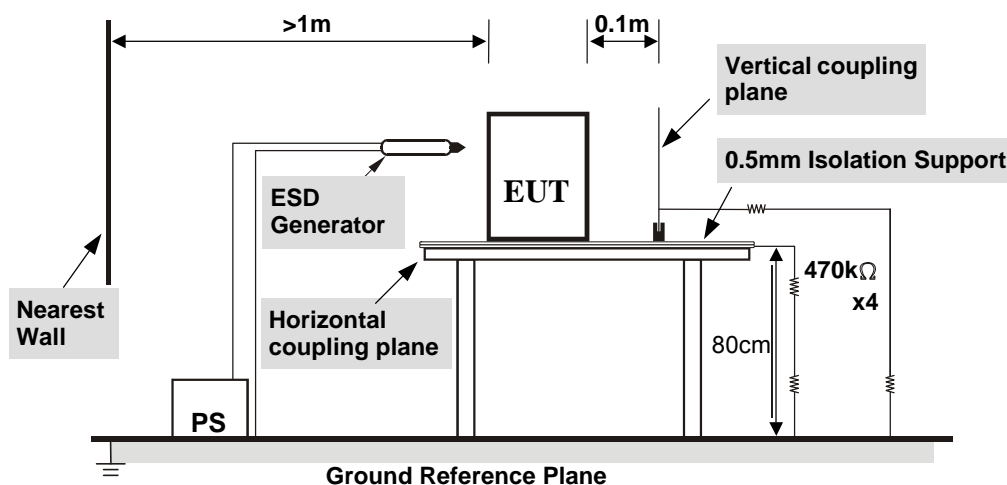 >1m
0.1m
Vertical coupling
plane
0.5mm Isolation Support
ESD
Generator
EUT
Nearest
Wall
Horizontal
coupling plane
470kΩ
x4
80cm
PS
Ground Reference Plane